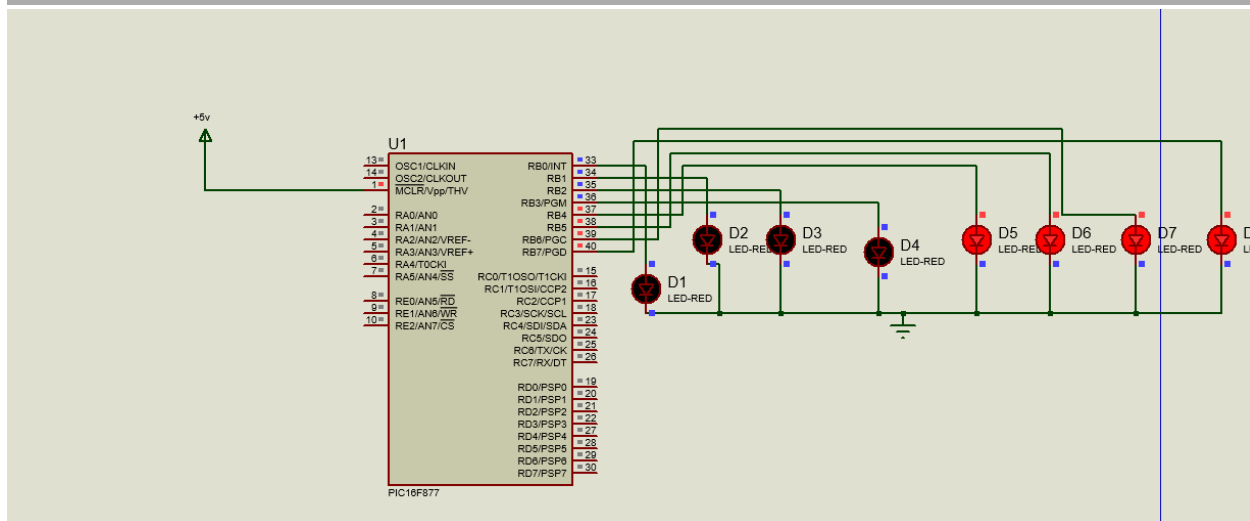 +5v
U1
13 OSC1/CLKIN
14 OSC2/CLKOUT
1 MCLR/Vpp/THV
2 RA0/AN0
3 RA1/AN1
4 RA2/AN2/VREF-
5 RA3/AN3/VREF+
6 RA4/T0CKI
7 RA5/AN4/SS
8 RE0/AN5/RD
9 RE1/AN6/WR
10 RE2/AN7/CS
RB0/INT 33
RB1 34
RB2 35
RB3/PGM 36
RB4 37
RB5 38
RB6/PGC 39
RB7/PGD 40
RC0/T1OSO/T1CKI 15
RC1/T1OSI/CCP2 16
RC2/CCP1 17
RC3/SCK/SCL 18
RC4/SDI/SDA 23
RC5/SDO 24
RC6/TX/CK 25
RC7/RX/DT 26
RD0/PSP0 19
RD1/PSP1 20
RD2/PSP2 21
RD3/PSP3 22
RD4/PSP4 27
RD5/PSP5 28
RD6/PSP6 29
RD7/PSP7 30
PIC16F877
D1
LED-RED
D2
LED-RED
D3
LED-RED
D4
LED-RED
D5
LED-RED
D6
LED-RED
D7
LED-RED